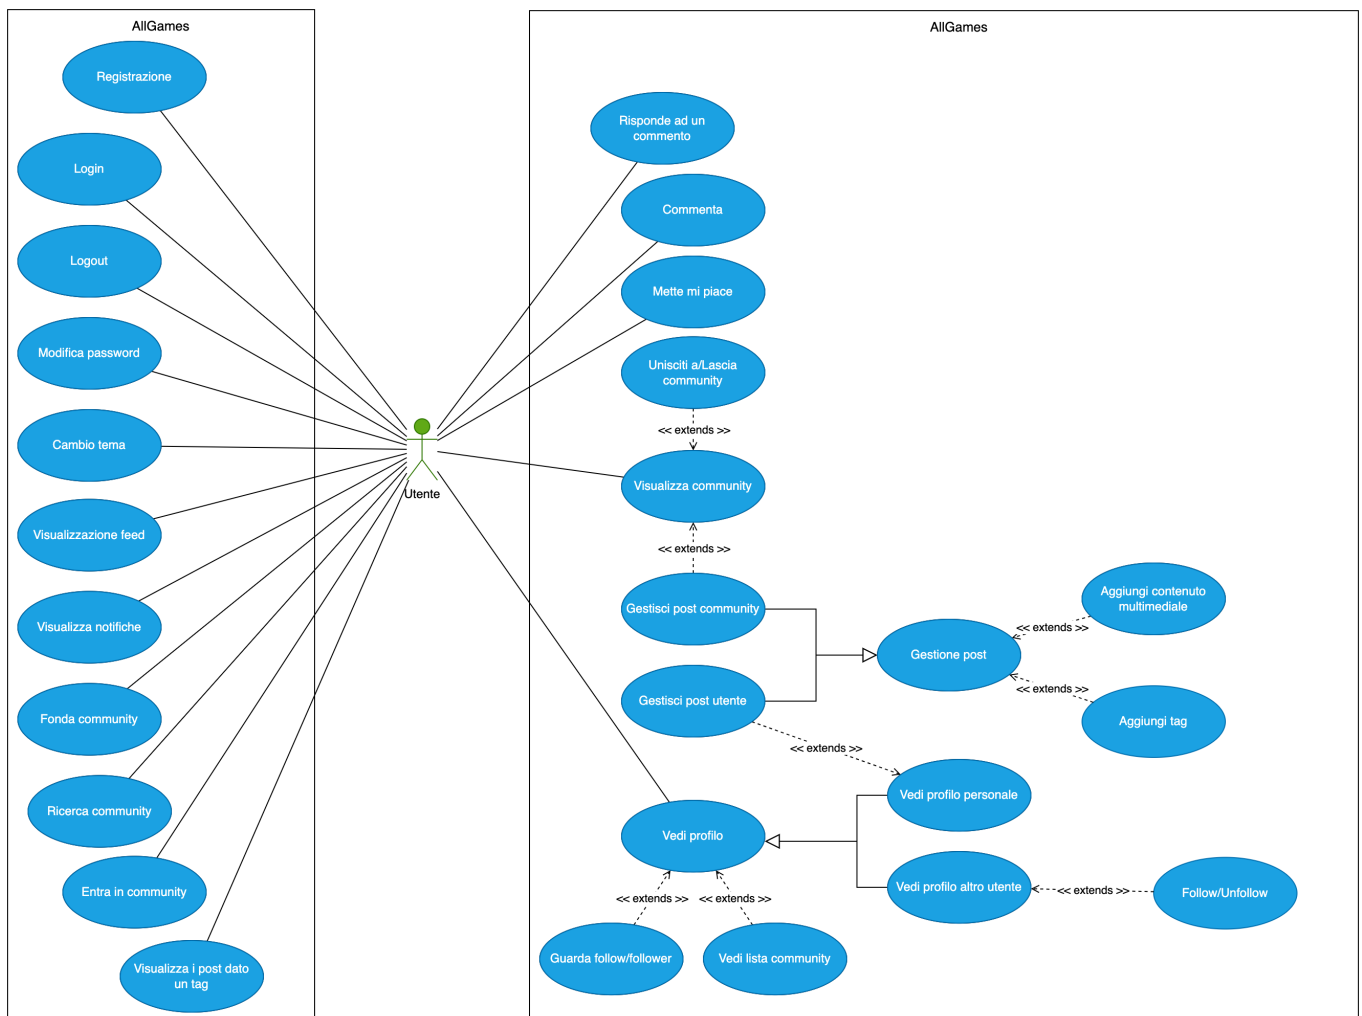 AllGames
Registrazione
Login
Logout
Modifica password
Cambio tema
Visualizzazione feed
Visualizza notifiche
Fonda community
Ricerca community
Entra in community
Visualizza i post dato
un tag
Utente
AllGames
Risponde ad un
commento
Commenta
Mette mi piace
Unisciti a/Lascia
community
<< extends >>
Visualizza community
<< extends >>
Gestisci post community
Gestisci post utente
Gestione post
<< extends >>
Aggiungi contenuto
multimediale
<< extends >>
Aggiungi tag
<< extends >>
Vedi profilo personale
Vedi profilo
Vedi profilo altro utente
<< extends >>
Follow/Unfollow
<< extends >>
<< extends >>
Guarda follow/follower
Vedi lista community